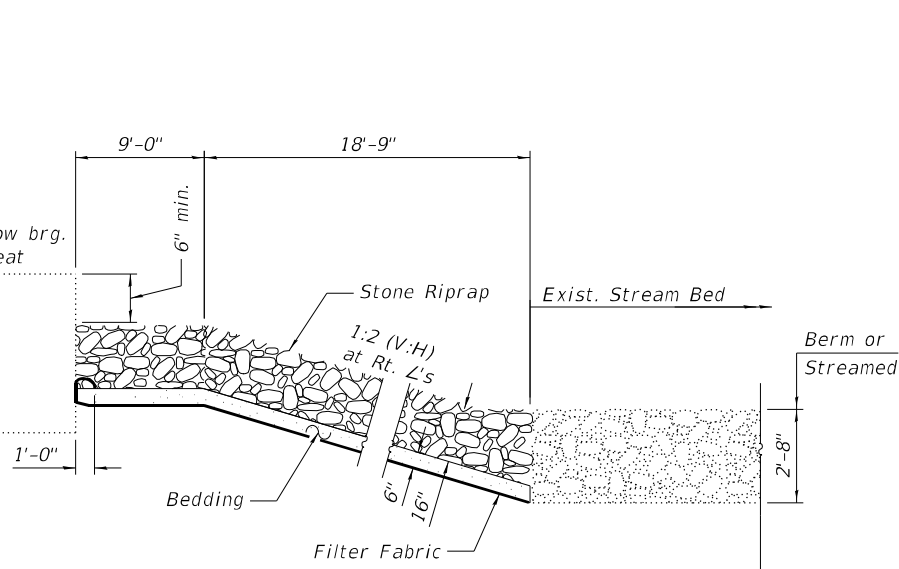 9'-0"
18'-9"
6" min.
ow brg.
eat
Stone Riprap
Exist. Stream Bed
1:2 (V:H)
at Rt. ∠'s
Berm or
Streamed
1'-0"
2'-8"
Bedding
6"
16"
Filter Fabric